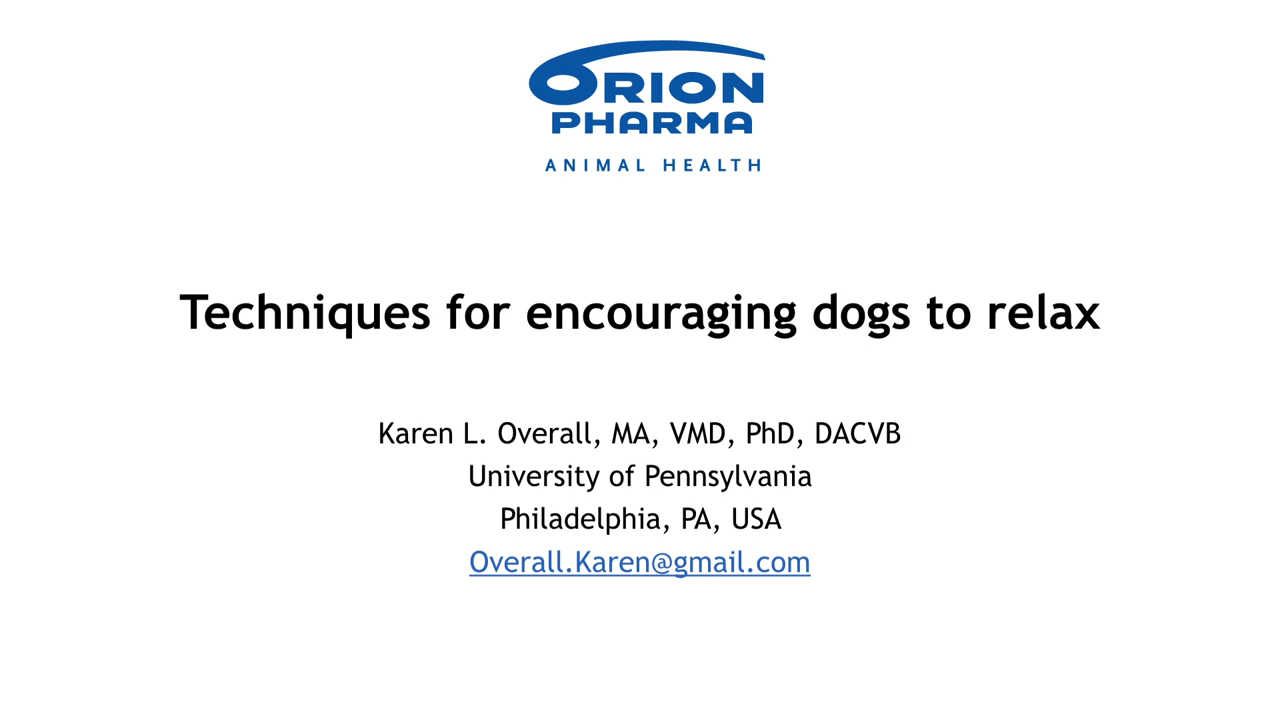 ORION
PHARMA
ANIMAL HEALTH
Techniques for encouraging dogs to relax
Karen L. Overall, MA, VMD, PhD, DACVB
University of Pennsylvania
Philadelphia, PA, USA
Overall.Karen@gmail.com